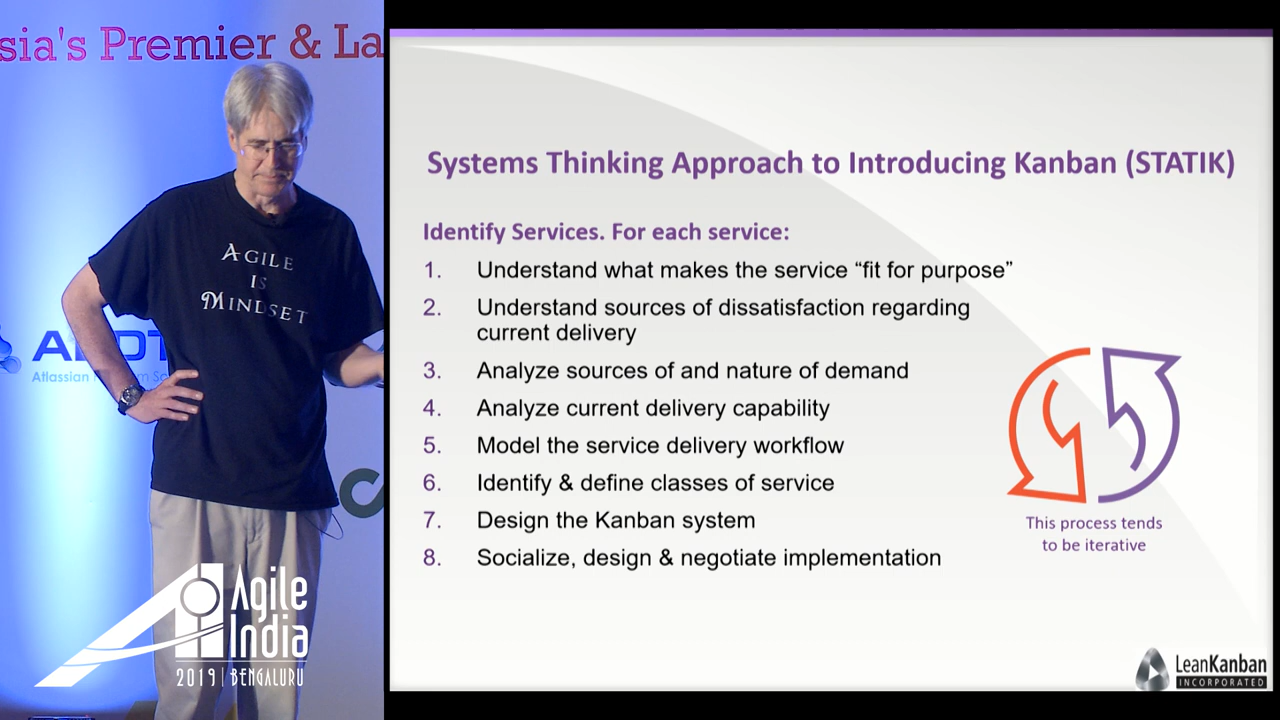 sia's Premier & La
AGILE
IS
MINDSET
Agile
India
2019 | BENGALURU
Systems Thinking Approach to Introducing Kanban (STATIK)
Identify Services. For each service:
1. Understand what makes the service “fit for purpose”
2. Understand sources of dissatisfaction regarding
current delivery
3. Analyze sources of and nature of demand
4. Analyze current delivery capability
5. Model the service delivery workflow
6. Identify & define classes of service
7. Design the Kanban system
8. Socialize, design & negotiate implementation
This process tends
to be iterative
LeanKanban
INCORPORATED